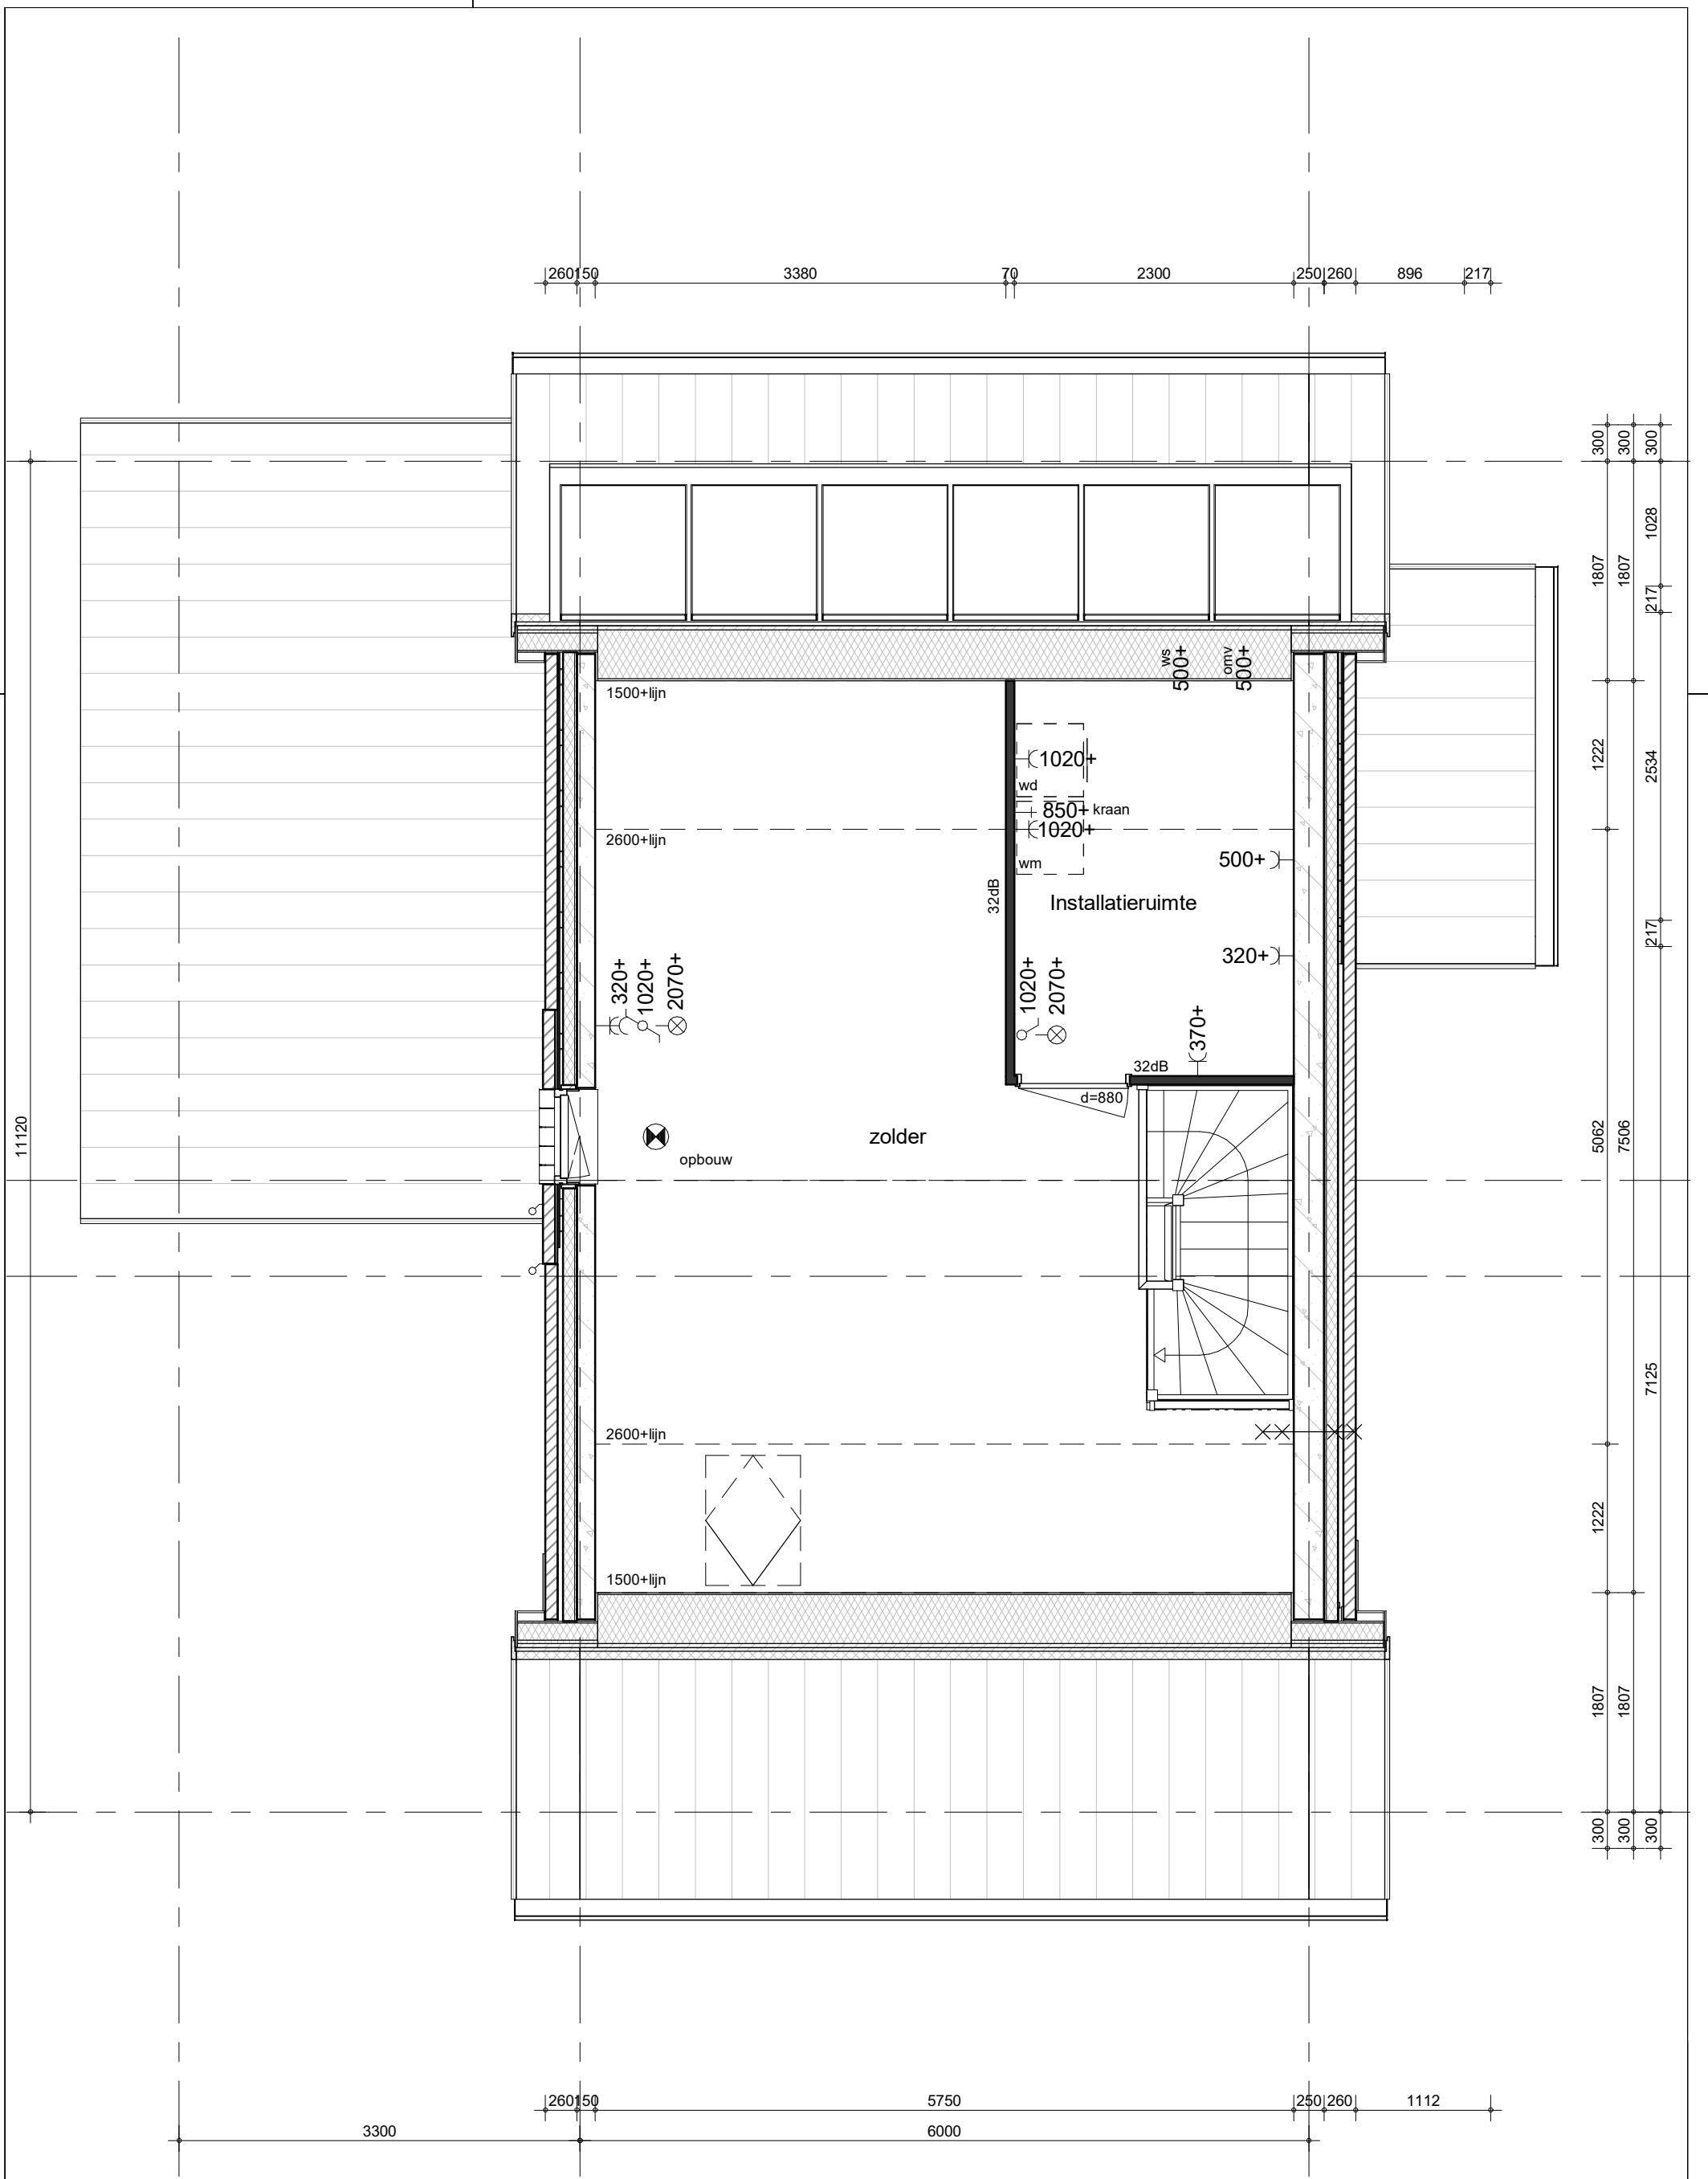 260 150 3380 70 2300 250 260 896 217
300 300 300
1028
1807 1807
217
ws 500+
omv 500+
1500+lijn
1020+
wd
1222
2534
850+ kraan
1020+
2600+lijn
wm
500+
32dB
Installatieruimte
217
320+
320+ 1020+ 2070+
1020+ 2070+
370+
32dB
d=880
11120
zolder
opbouw
5062 7506
7125
2600+lijn
1222
1500+lijn
1807 1807
300 300 300
260 150 5750 250 260 1112
3300 6000